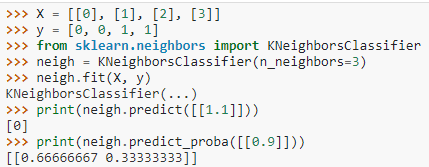 >>> X = [[0], [1], [2], [3]]
>>> y = [0, 0, 1, 1]
>>> from sklearn.neighbors import KNeighborsClassifier
>>> neigh = KNeighborsClassifier(n_neighbors=3)
>>> neigh.fit(X, y)
KNeighborsClassifier(...)
>>> print(neigh.predict([[1.1]]))
[0]
>>> print(neigh.predict_proba([[0.9]]))
[[0.66666667 0.33333333]]